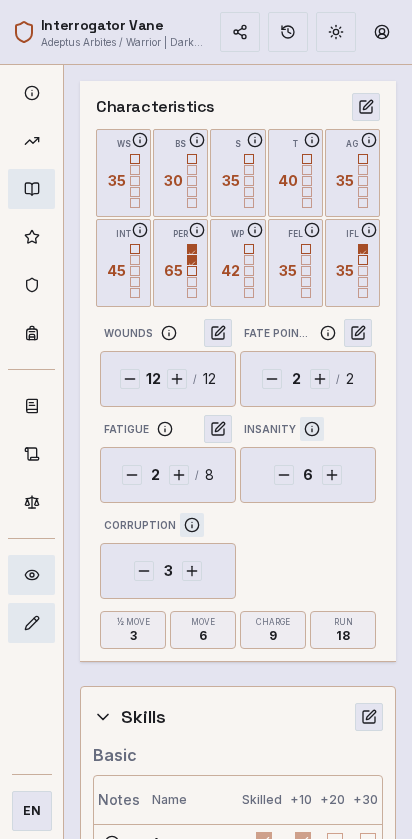 Interrogator Vane
Adeptus Arbites / Warrior | Dark...
Characteristics
WS BS S T AG
35 30 35 40 35
INT PER WP FEL IFL
45 65 42 35 35
WOUNDS FATE POIN...
12 / 12 2 / 2
FATIGUE INSANITY
2 / 8 6
CORRUPTION
3
½ MOVE MOVE CHARGE RUN
3 6 9 18
Skills
Basic
Notes Name Skilled +10 +20 +30
EN